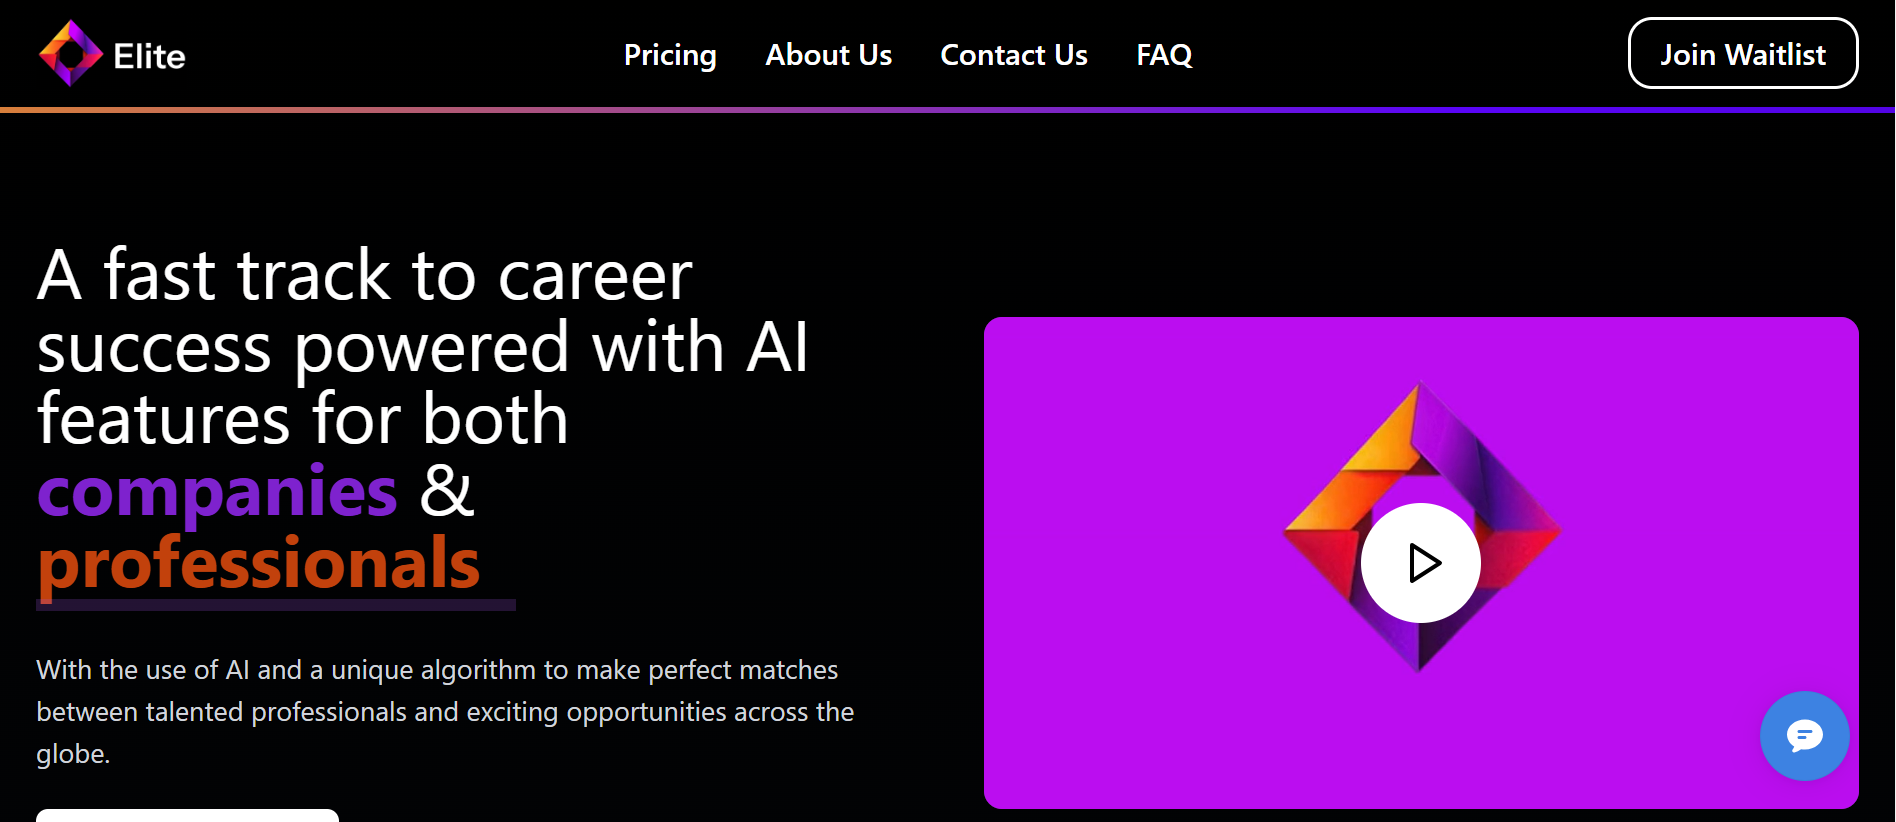 Elite
Pricing
About Us
Contact Us
FAQ
Join Waitlist
A fast track to career
success powered with AI
features for both
companies &
professionals
With the use of AI and a unique algorithm to make perfect matches
between talented professionals and exciting opportunities across the
globe.